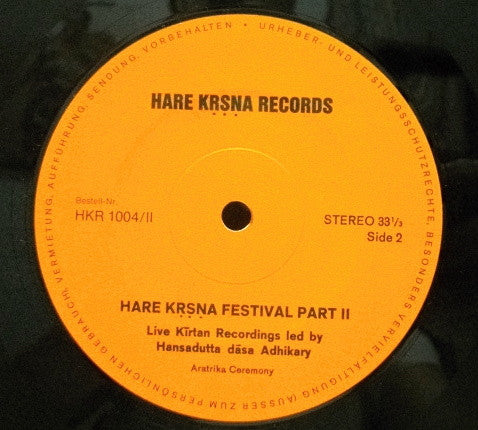 HARE KṚṢṆA RECORDS
Bestell-Nr.
HKR 1004/II
STEREO 33⅓
Side 2
HARE KṚṢṆA FESTIVAL PART II
Live Kīrtan Recordings led by
Hansadutta dāsa Adhikary
Aratrika Ceremony
URHEBER- UND LEISTUNGSSCHUTZRECHTE, BESONDERS VERVIELFÄLTIGUNG (AUSSER ZUM PERSÖNLICHEN GEBRAUCH) VERMIETUNG, AUFFÜHRUNG, SENDUNG, VORBEHALTEN •